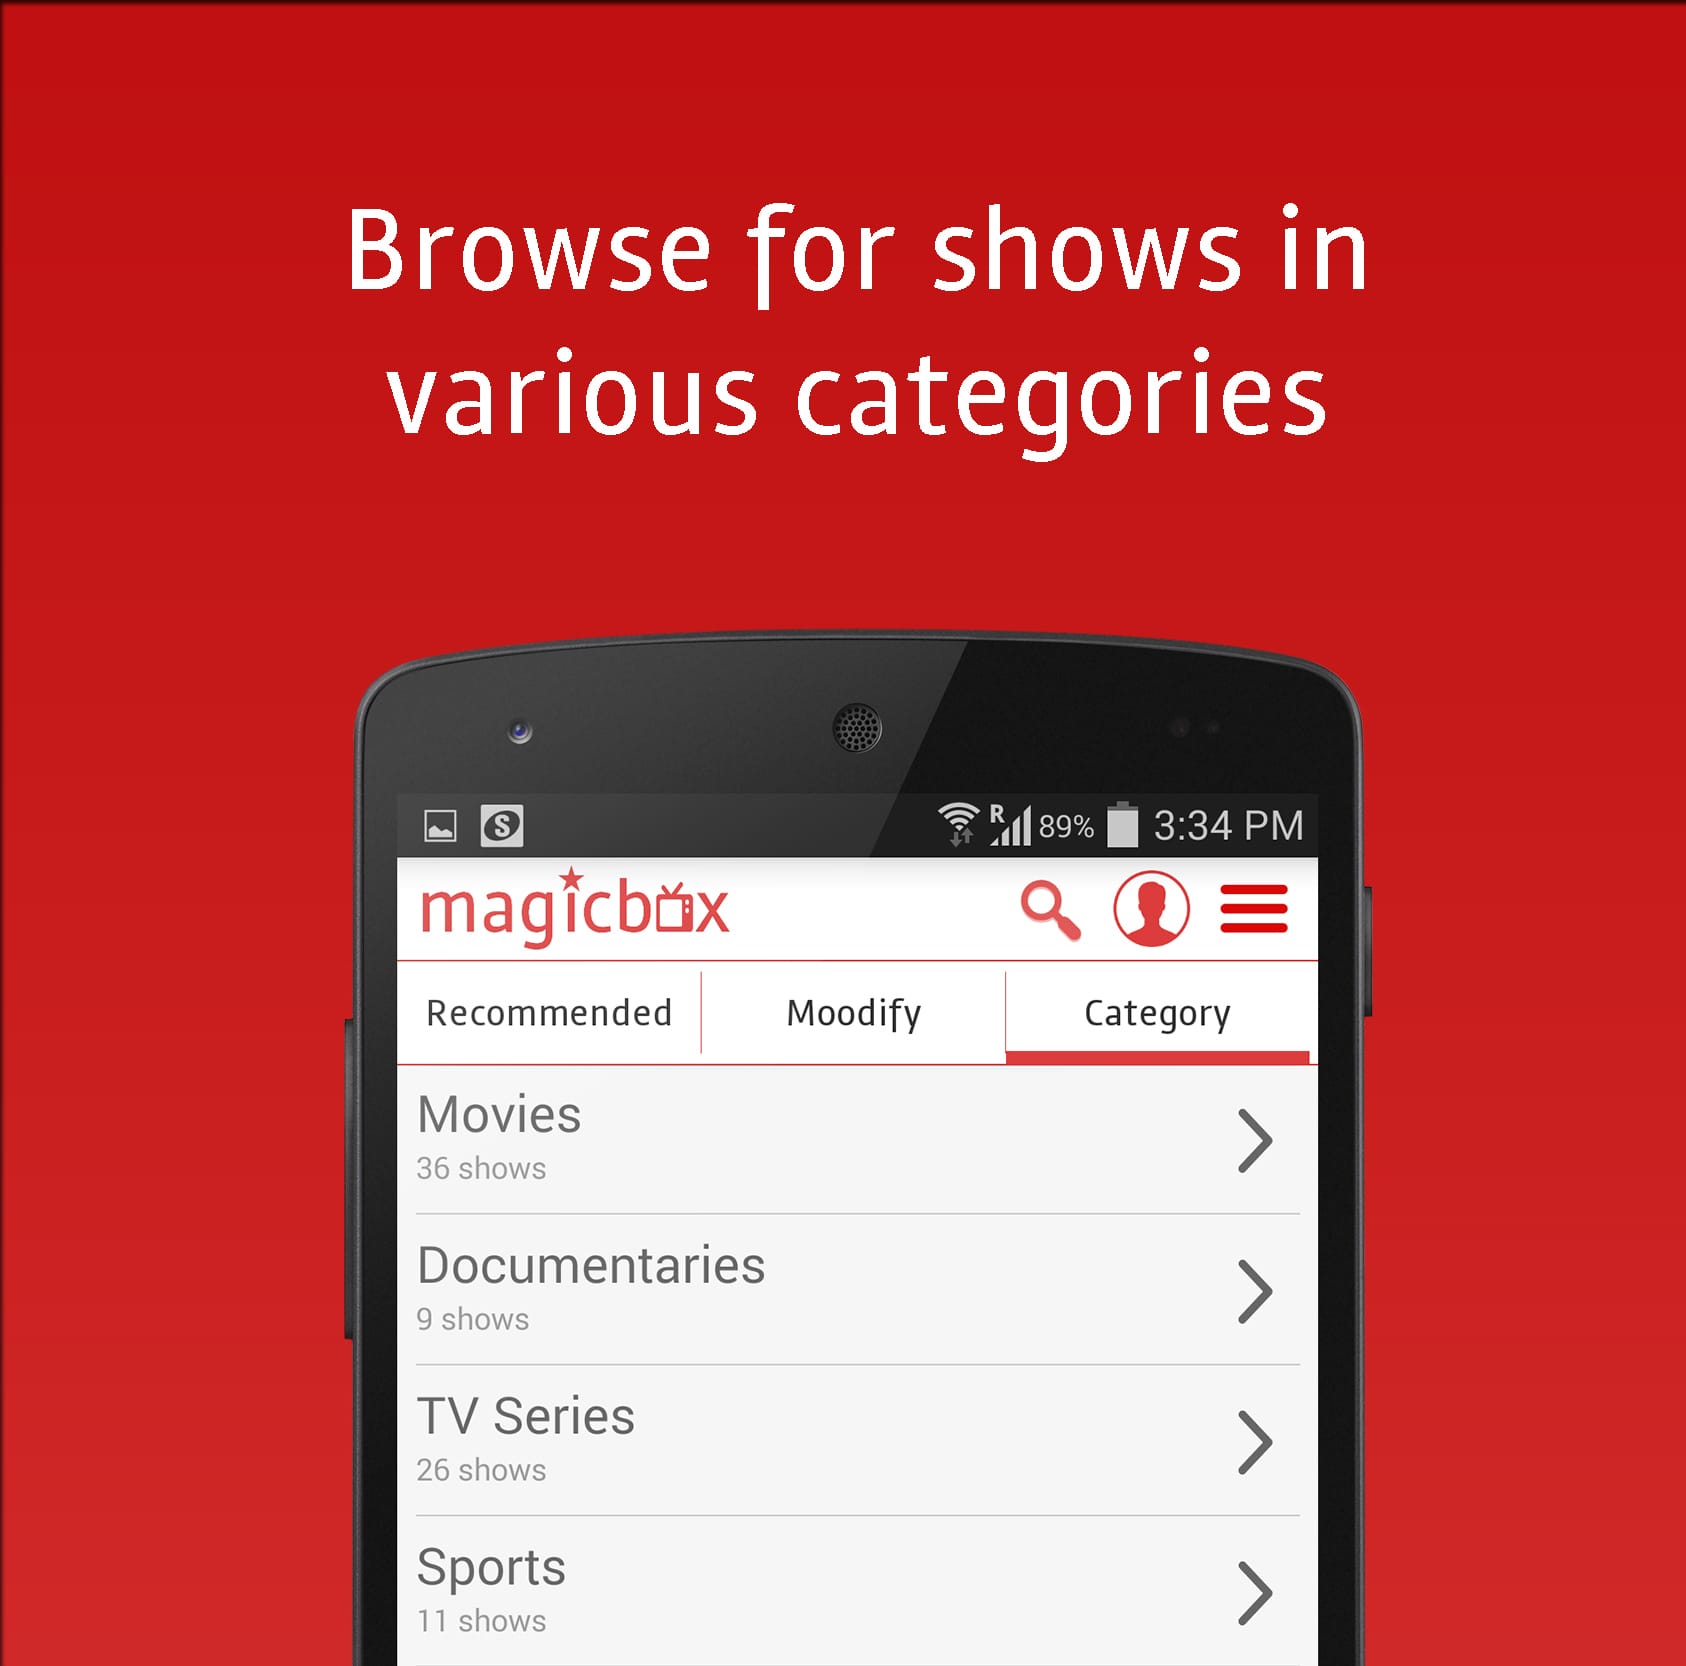 Browse for shows in
various categories
S R 89% 3:34 PM
magicbox
Recommended Moodify Category
Movies
36 shows
Documentaries
9 shows
TV Series
26 shows
Sports
11 shows